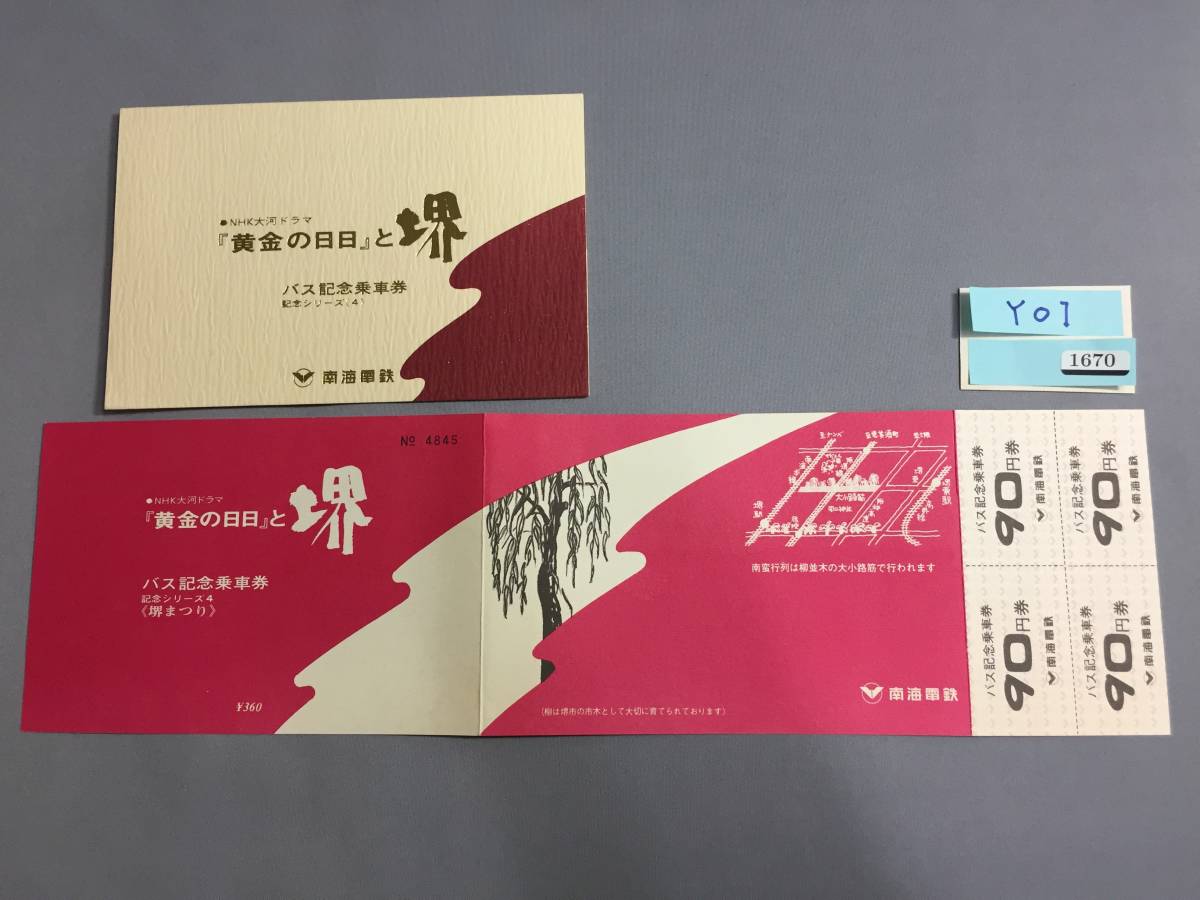 ●NHK大河ドラマ
『黄金の日日』と堺
バス記念乗車券
記念シリーズ〈4〉
南海電鉄
Y07
1670
№ 4845
●NHK大河ドラマ
『黄金の日日』と堺
バス記念乗車券
記念シリーズ4
《堺まつり》
¥360
大小路筋
南蛮行列は柳並木の大小路筋で行われます
南海電鉄
(柳は堺市の市木として大切に育てられております)
バス記念乗車券
90円券
南海電鉄
バス記念乗車券
90円券
南海電鉄
バス記念乗車券
90円券
南海電鉄
バス記念乗車券
90円券
南海電鉄